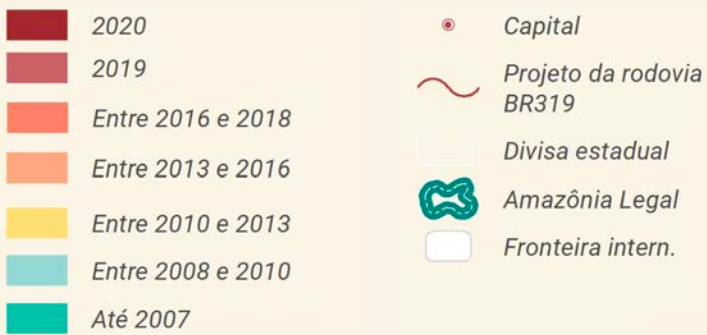 2020
2019
Entre 2016 e 2018
Entre 2013 e 2016
Entre 2010 e 2013
Entre 2008 e 2010
Até 2007
Capital
Projeto da rodovia
BR319
Divisa estadual
Amazônia Legal
Fronteira intern.